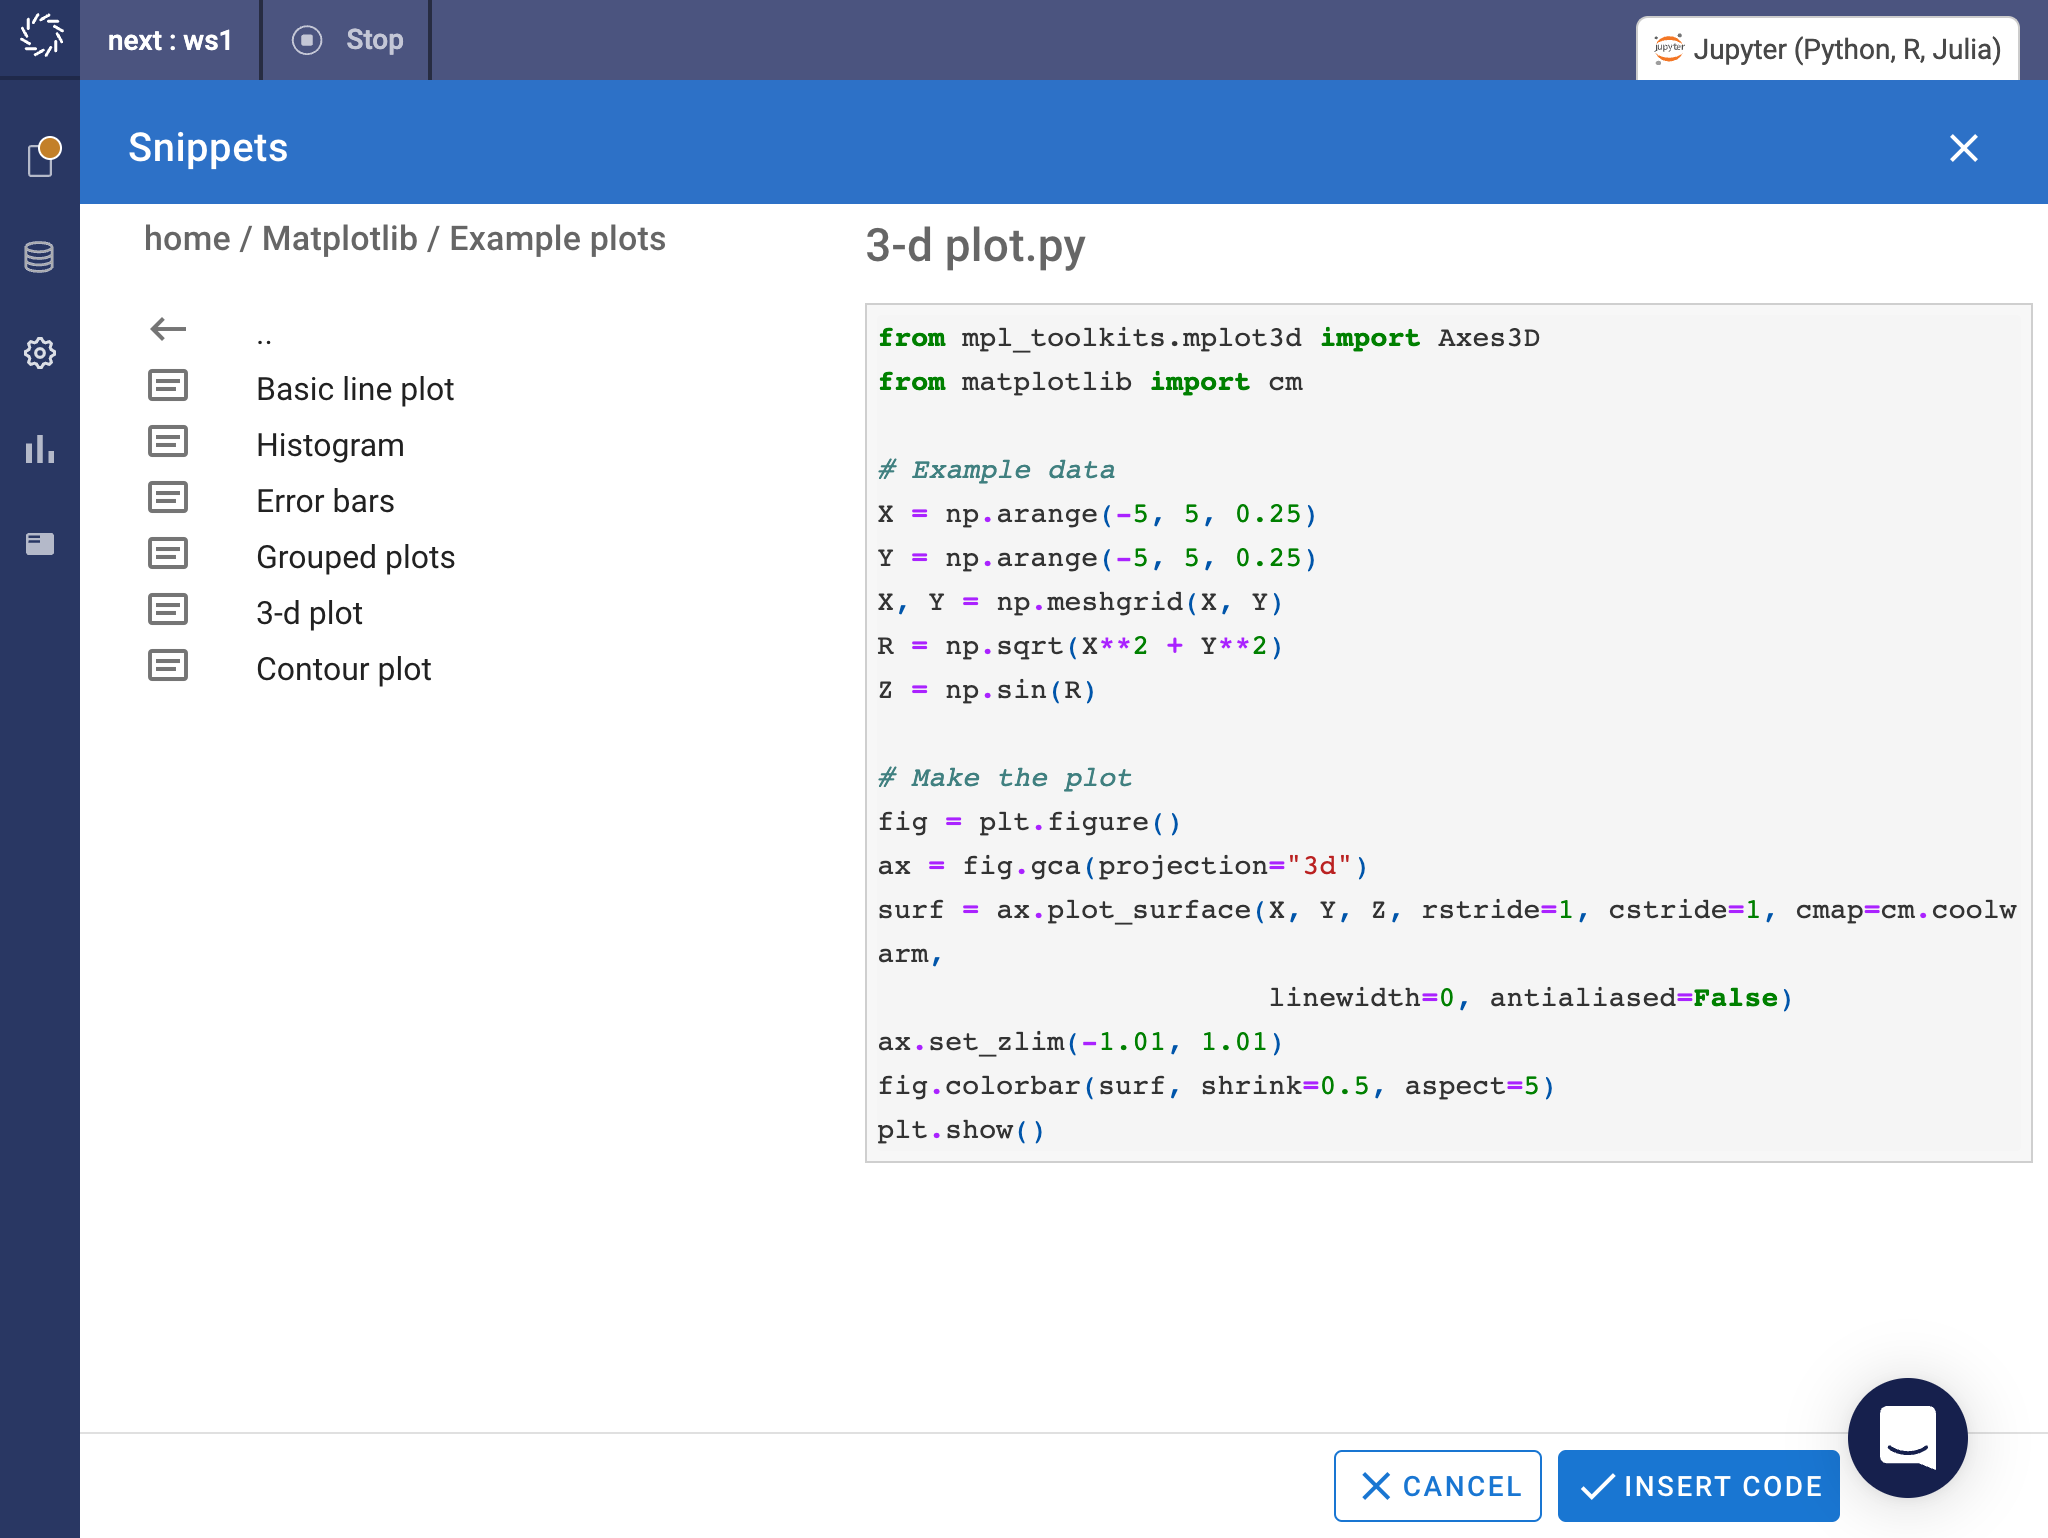 next : ws1
Stop
Jupyter (Python, R, Julia)
Snippets
home / Matplotlib / Example plots
..
Basic line plot
Histogram
Error bars
Grouped plots
3-d plot
Contour plot
3-d plot.py
from mpl_toolkits.mplot3d import Axes3D
from matplotlib import cm
# Example data
X = np.arange(-5, 5, 0.25)
Y = np.arange(-5, 5, 0.25)
X, Y = np.meshgrid(X, Y)
R = np.sqrt(X**2 + Y**2)
Z = np.sin(R)
# Make the plot
fig = plt.figure()
ax = fig.gca(projection="3d")
surf = ax.plot_surface(X, Y, Z, rstride=1, cstride=1, cmap=cm.coolw
arm,
linewidth=0, antialiased=False)
ax.set_zlim(-1.01, 1.01)
fig.colorbar(surf, shrink=0.5, aspect=5)
plt.show()
CANCEL
INSERT CODE